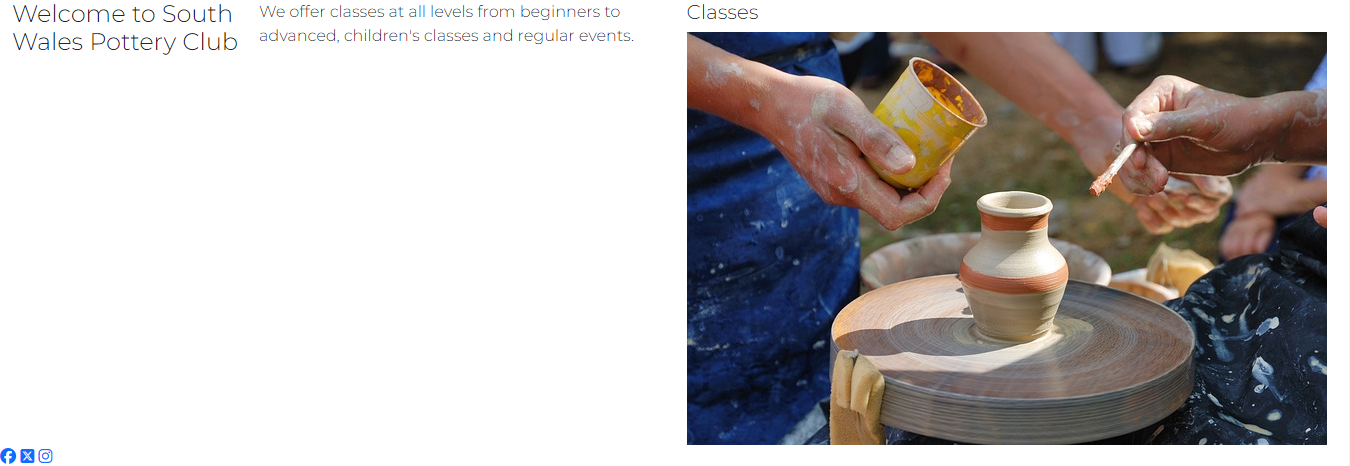 Welcome to South
Wales Pottery Club
We offer classes at all levels from beginners to
advanced, children's classes and regular events.
Classes